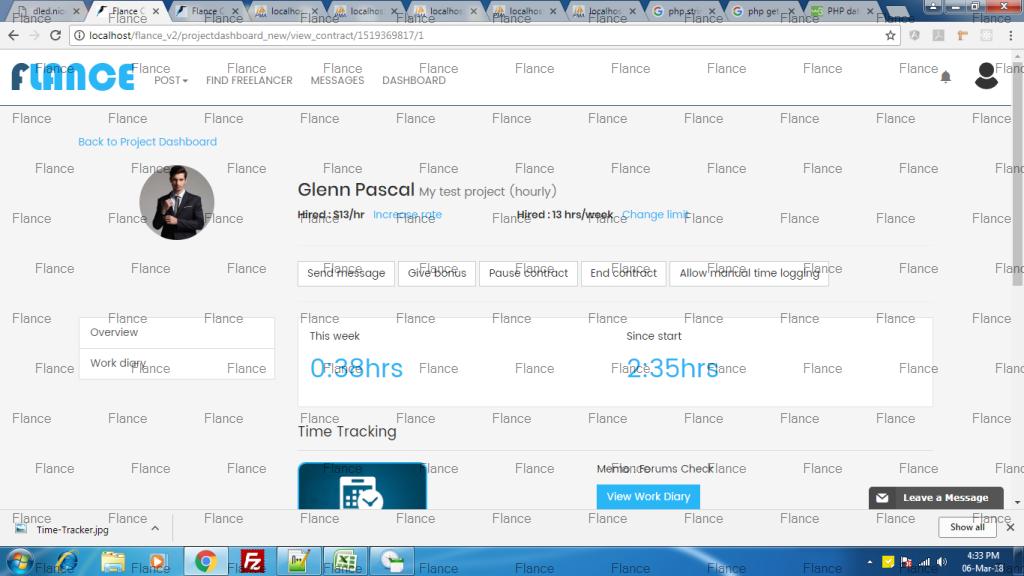 dled.nic
Flance C
Flance C
localhos
localhos
localhos
localhos
localhos
php.str
php get
PHP dat
localhost/flance_v2/projectdashboard_new/view_contract/1519369817/1
FLANCE
POST FIND FREELANCER MESSAGES DASHBOARD
Back to Project Dashboard
Glenn Pascal My test project (hourly)
Hired : $13/hr Increase rate Hired : 13 hrs/week Change limit
Send message Give bonus Pause contract End contract Allow manual time logging
Overview
Work diary
This week Since start
0:38hrs 2:35hrs
Time Tracking
Memo : Forums Check
View Work Diary
Leave a Message
Time-Tracker.jpg
Show all
4:33 PM
06-Mar-18
Flance